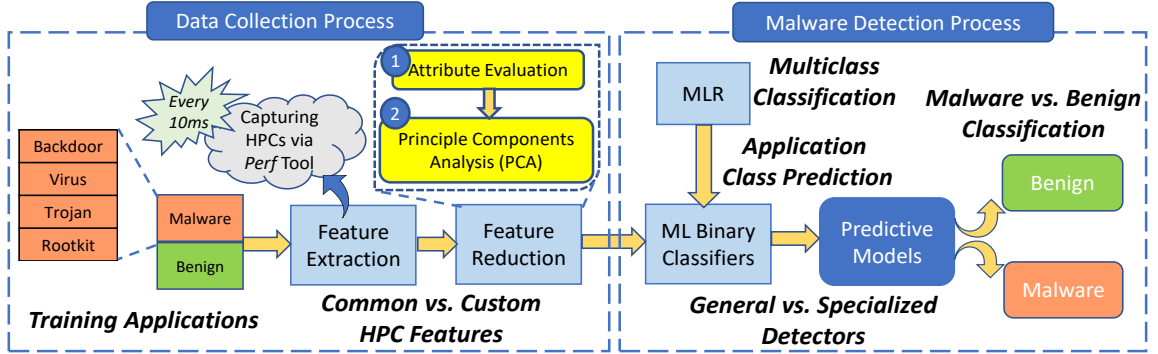 Data Collection Process
Every
10ms
Capturing
HPCs via
Perf Tool
1
Attribute Evaluation
2
Principle Components
Analysis (PCA)
Backdoor
Virus
Trojan
Rootkit
Malware
Benign
Feature
Extraction
Feature
Reduction
Training Applications
Common vs. Custom
HPC Features
Malware Detection Process
MLR
Multiclass
Classification
Application
Class Prediction
Malware vs. Benign
Classification
ML Binary
Classifiers
Predictive
Models
Benign
Malware
General vs. Specialized
Detectors